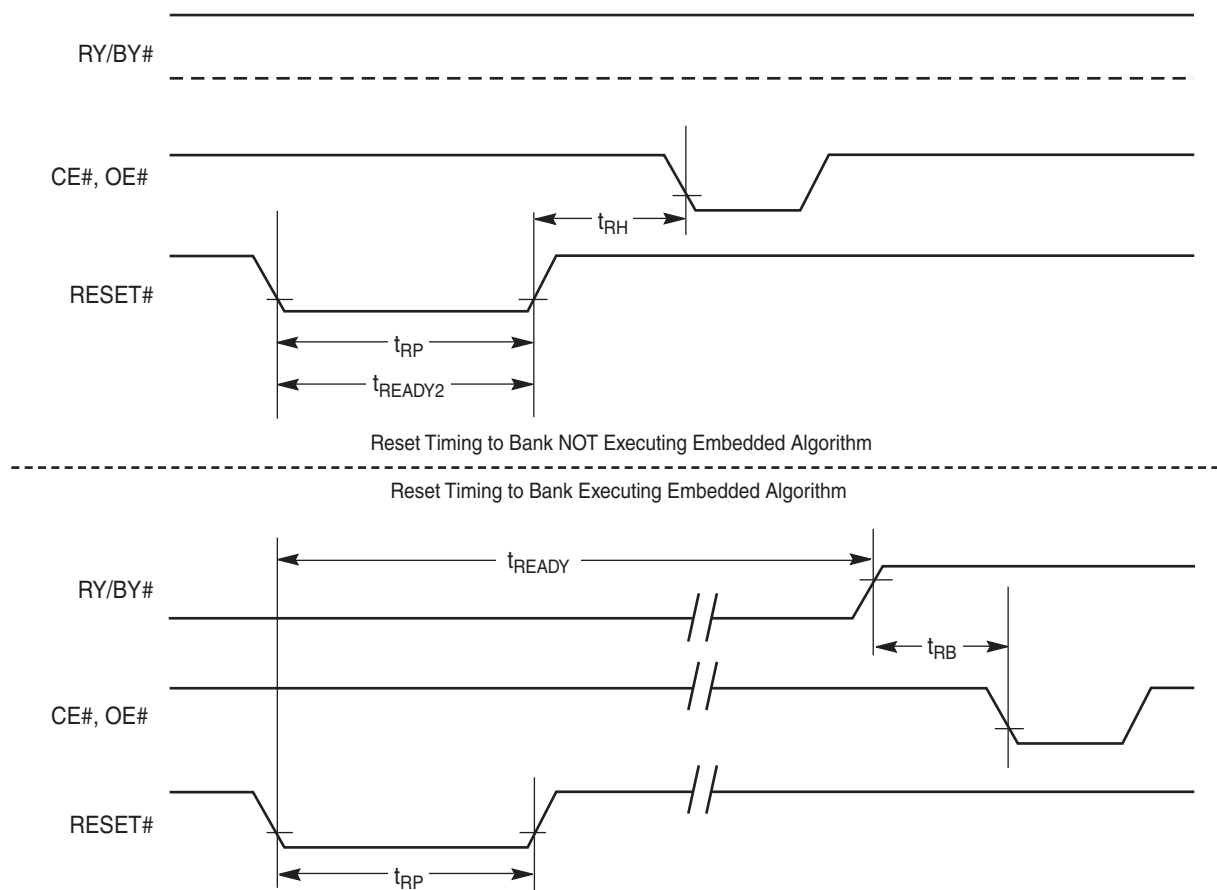 RY/BY#
CE#, OE#
tRH
RESET#
tRP
tREADY2
Reset Timing to Bank NOT Executing Embedded Algorithm
Reset Timing to Bank Executing Embedded Algorithm
tREADY
RY/BY#
tRB
CE#, OE#
RESET#
tRP